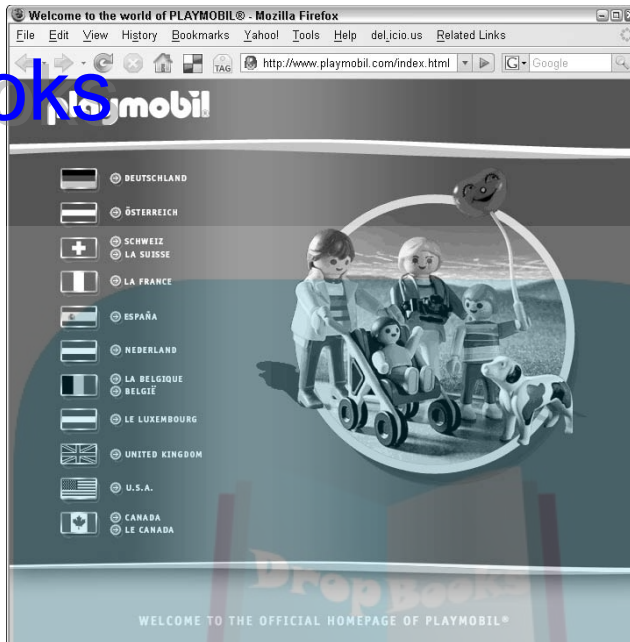 Welcome to the world of PLAYMOBIL® - Mozilla Firefox
File Edit View History Bookmarks Yahoo! Tools Help del.icio.us Related Links
TAG http://www.playmobil.com/index.html G Google
oks
playmobil
DEUTSCHLAND
ÖSTERREICH
SCHWEIZ
LA SUISSE
LA FRANCE
ESPAÑA
NEDERLAND
LA BELGIQUE
BELGIË
LE LUXEMBOURG
UNITED KINGDOM
U.S.A.
CANADA
LE CANADA
Drop Books
WELCOME TO THE OFFICIAL HOMEPAGE OF PLAYMOBIL®